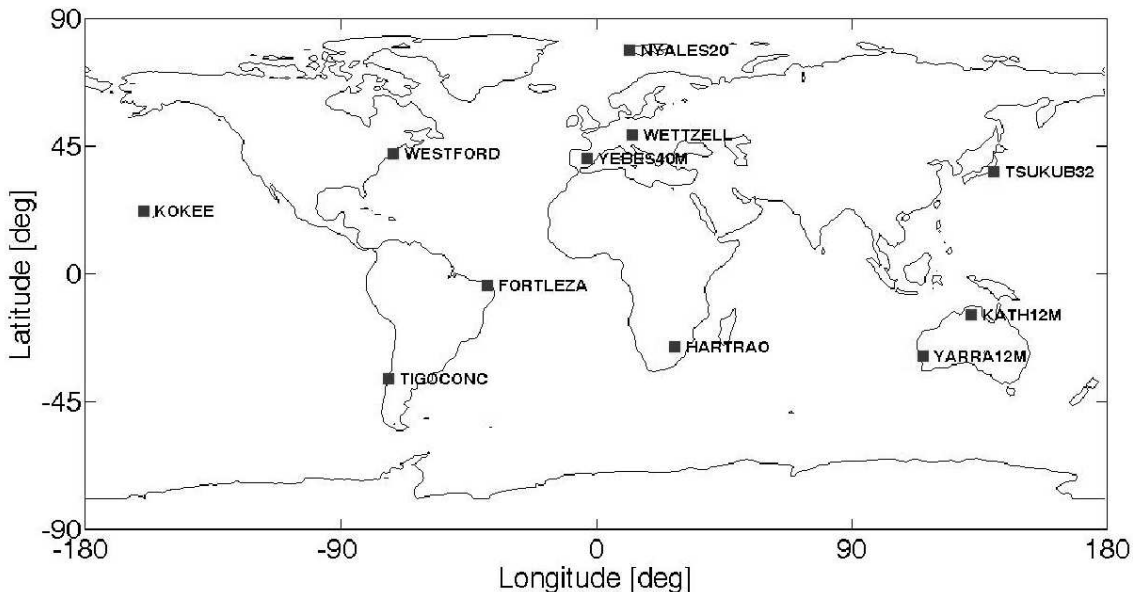 90
NYALES20
45
WESTFORD
WETTZELL
YEBES40M
TSUKUB32
KOKEE
Latitude [deg]
0
FORTLEZA
KATH12M
HARTRAO
YARRA12M
TIGOCONC
-45
-90
-180
-90
0
90
180
Longitude [deg]